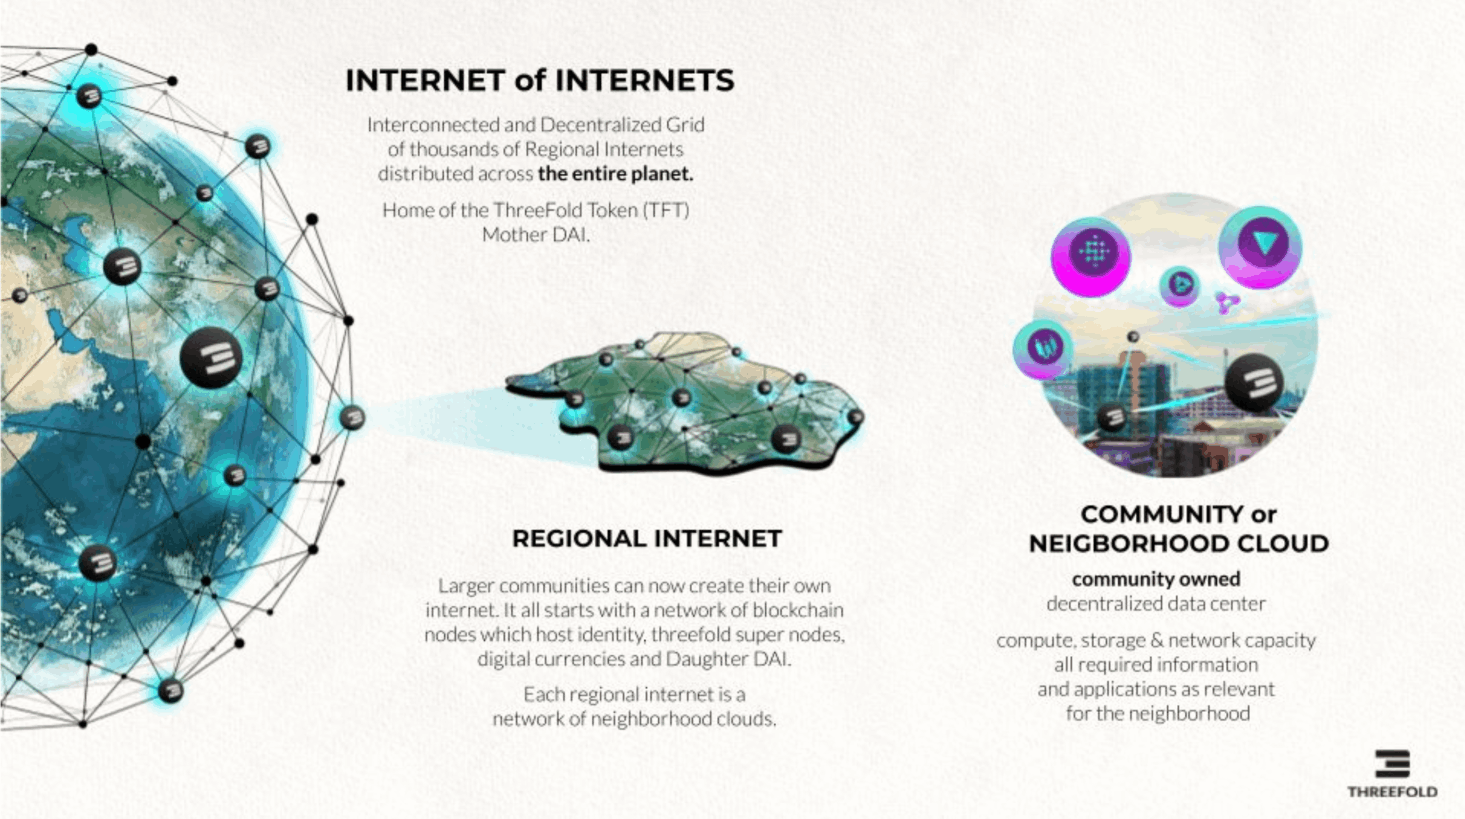 INTERNET of INTERNETS
Interconnected and Decentralized Grid
of thousands of Regional Internets
distributed across the entire planet.
Home of the ThreeFold Token (TFT)
Mother DAI.
REGIONAL INTERNET
Larger communities can now create their own
internet. It all starts with a network of blockchain
nodes which host identity, threefold super nodes,
digital currencies and Daughter DAI.
Each regional internet is a
network of neighborhood clouds.
COMMUNITY or
NEIGBORHOOD CLOUD
community owned
decentralized data center
compute, storage & network capacity
all required information
and applications as relevant
for the neighborhood
THREEFOLD